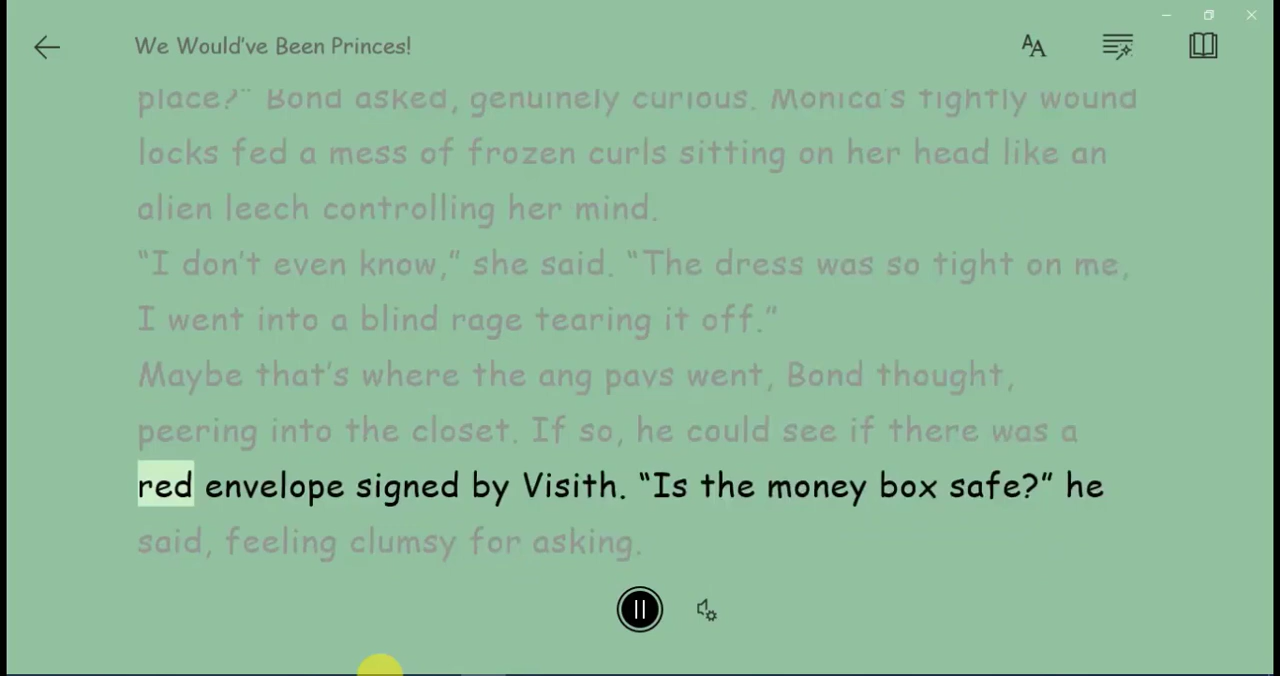 We Would've Been Princes!
place?" Bond asked, genuinely curious. Monica's tightly wound
locks fed a mess of frozen curls sitting on her head like an
alien leech controlling her mind.
“I don't even know,” she said. “The dress was so tight on me,
I went into a blind rage tearing it off.”
Maybe that's where the ang pavs went, Bond thought,
peering into the closet. If so, he could see if there was a
red envelope signed by Visith. “Is the money box safe?” he
said, feeling clumsy for asking.